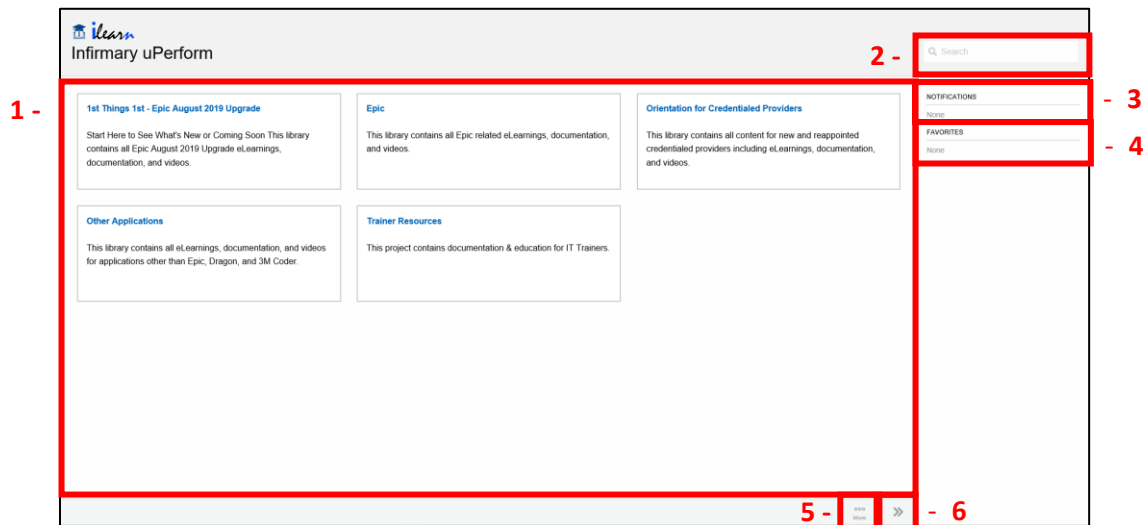 ilearn
Infirmary uPerform
2 -
Search
1 -
1st Things 1st - Epic August 2019 Upgrade
Start Here to See What's New or Coming Soon This library
contains all Epic August 2019 Upgrade eLearnings,
documentation, and videos.
Epic
This library contains all Epic related eLearnings, documentation,
and videos.
Orientation for Credentialed Providers
This library contains all content for new and reappointed
credentialed providers including eLearnings, documentation,
and videos.
NOTIFICATIONS
None
- 3
FAVORITES
None
- 4
Other Applications
This library contains all eLearnings, documentation, and videos
for applications other than Epic, Dragon, and 3M Coder.
Trainer Resources
This project contains documentation & education for IT Trainers.
5 -
More
- 6